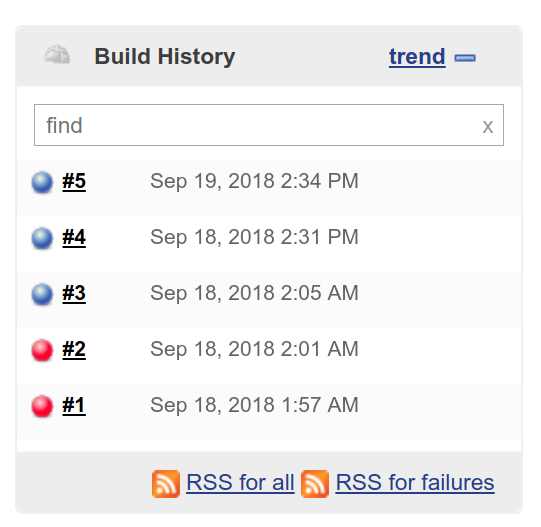 Build History trend
find x
#5 Sep 19, 2018 2:34 PM
#4 Sep 18, 2018 2:31 PM
#3 Sep 18, 2018 2:05 AM
#2 Sep 18, 2018 2:01 AM
#1 Sep 18, 2018 1:57 AM
RSS for all RSS for failures